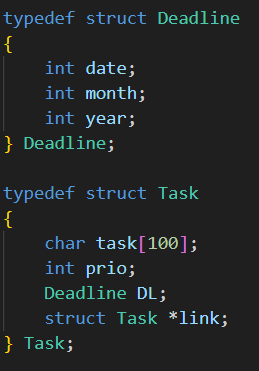 typedef struct Deadline
{
    int date;
    int month;
    int year;
} Deadline;

typedef struct Task
{
    char task[100];
    int prio;
    Deadline DL;
    struct Task *link;
} Task;